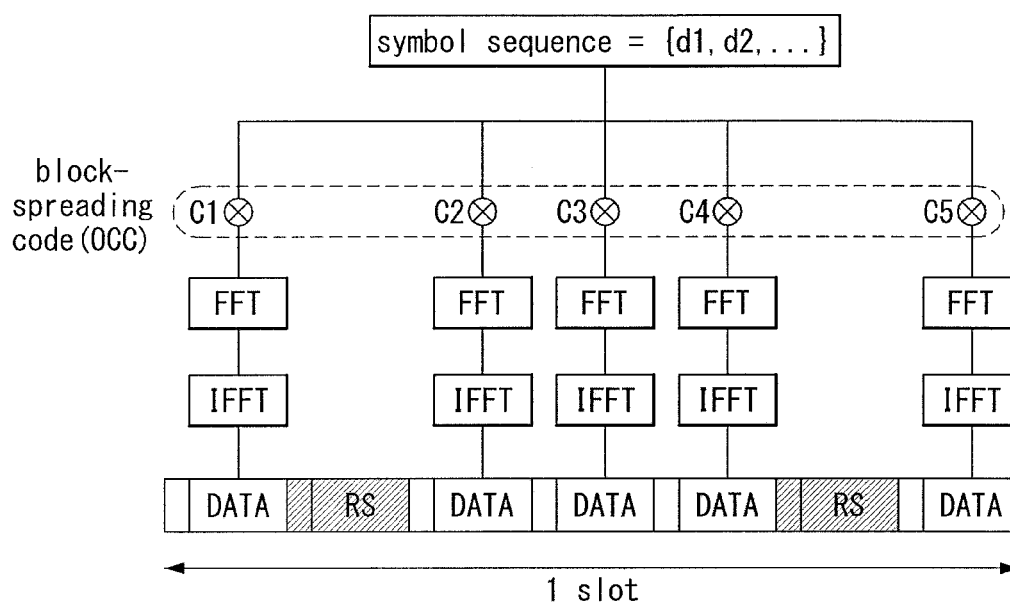 symbol sequence = {d1, d2, ...}
block-
spreading
code(OCC)
C1 C2 C3 C4 C5
FFT FFT FFT FFT FFT
IFFT IFFT IFFT IFFT IFFT
DATA RS DATA DATA DATA RS DATA
1 slot